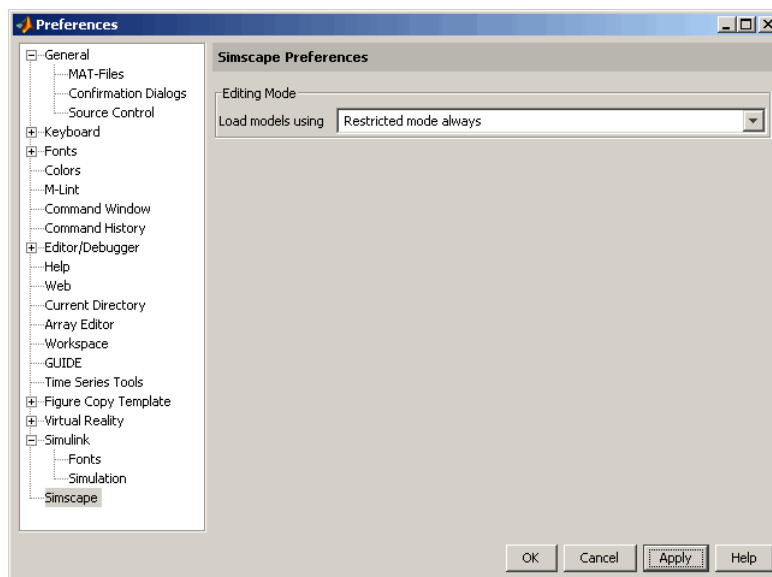 Preferences
General
MAT-Files
Confirmation Dialogs
Source Control
Keyboard
Fonts
Colors
M-Lint
Command Window
Command History
Editor/Debugger
Help
Web
Current Directory
Array Editor
Workspace
GUIDE
Time Series Tools
Figure Copy Template
Virtual Reality
Simulink
Fonts
Simulation
Simscape
Simscape Preferences
Editing Mode
Load models using Restricted mode always
OK Cancel Apply Help